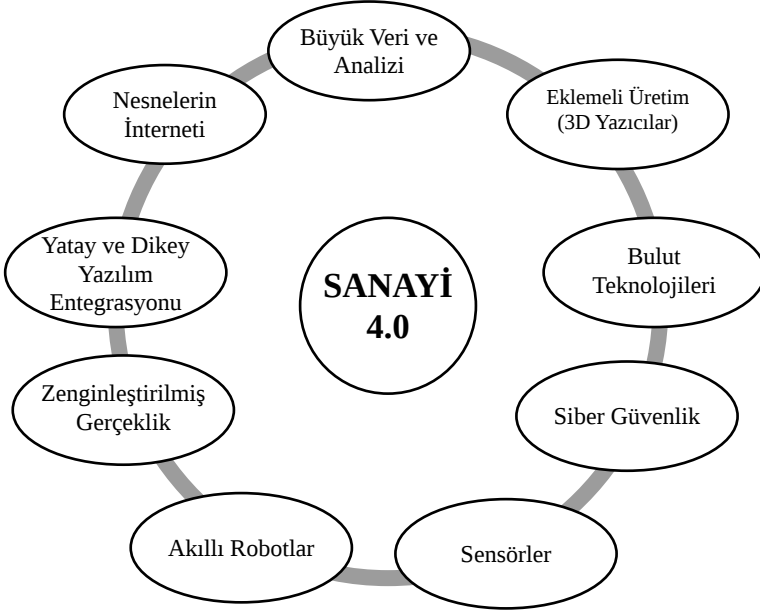 Büyük Veri ve
Analizi
Eklemeli Üretim
(3D Yazıcılar)
Bulut
Teknolojileri
Siber Güvenlik
Sensörler
Akıllı Robotlar
Zenginleştirilmiş
Gerçeklik
Yatay ve Dikey
Yazılım
Entegrasyonu
Nesnelerin
İnterneti
SANAYİ
4.0